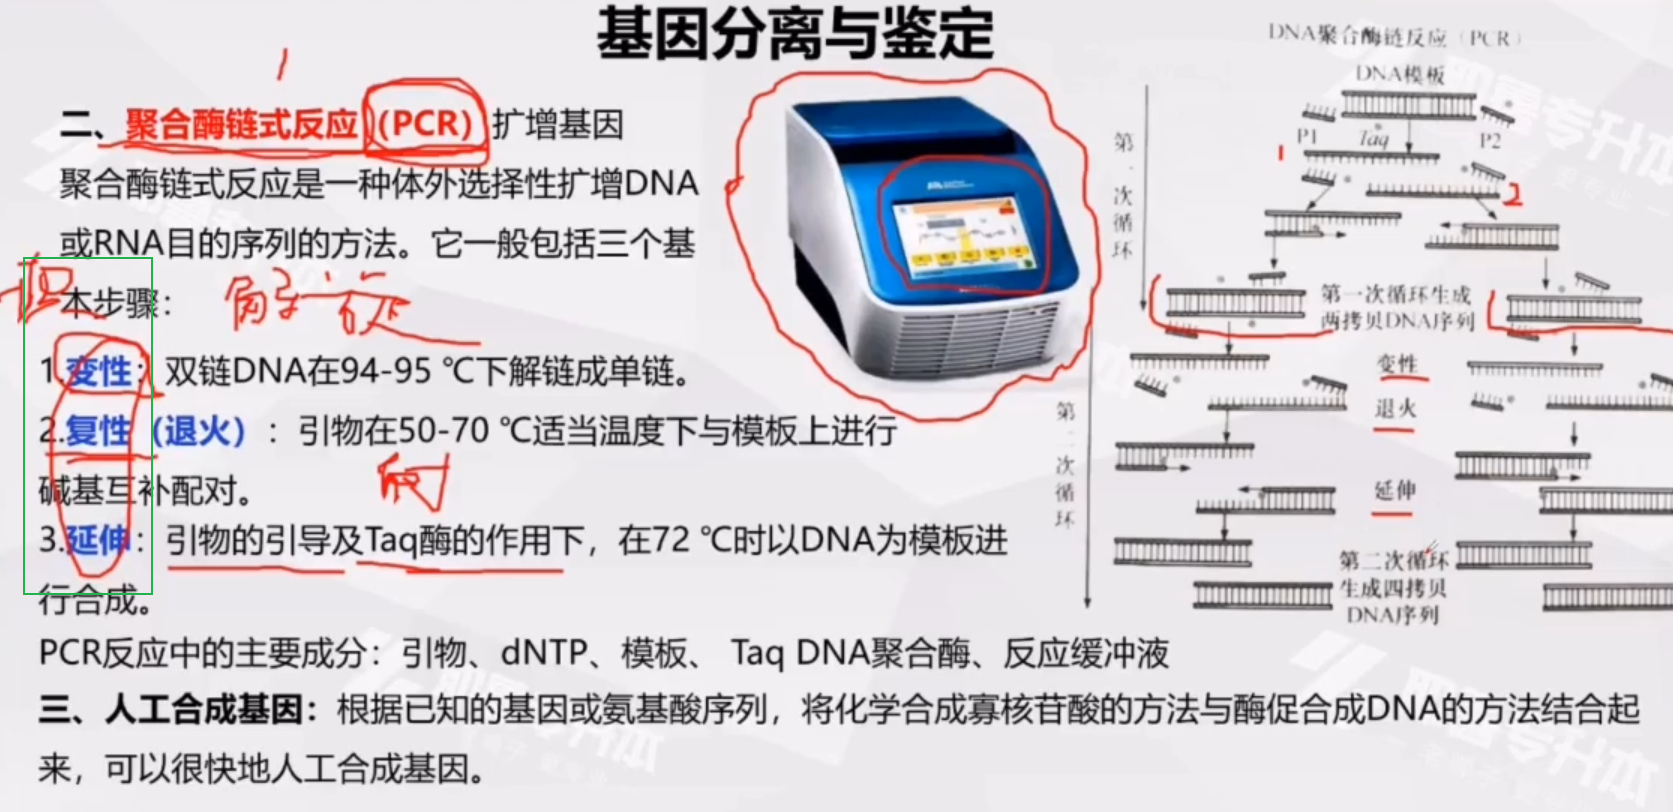 基因分离与鉴定
二、聚合酶链式反应（PCR）扩增基因
聚合酶链式反应是一种体外选择性扩增DNA
或RNA目的序列的方法。它一般包括三个基
本步骤：
1.变性：双链DNA在94-95 ℃下解链成单链。
2.复性（退火）：引物在50-70 ℃适当温度下与模板上进行
碱基互补配对。
3.延伸：引物的引导及Taq酶的作用下，在72 ℃时以DNA为模板进
行合成。
PCR反应中的主要成分：引物、dNTP、模板、 Taq DNA聚合酶、反应缓冲液
三、人工合成基因：根据已知的基因或氨基酸序列，将化学合成寡核苷酸的方法与酶促合成DNA的方法结合起
来，可以很快地人工合成基因。
DNA聚合酶链反应（PCR）
DNA模板
P1 Taq P2
1
2
第一次循环
第一次循环生成
两拷贝DNA序列
变性
退火
第二次循环
延伸
第二次循环
生成四拷贝
DNA序列